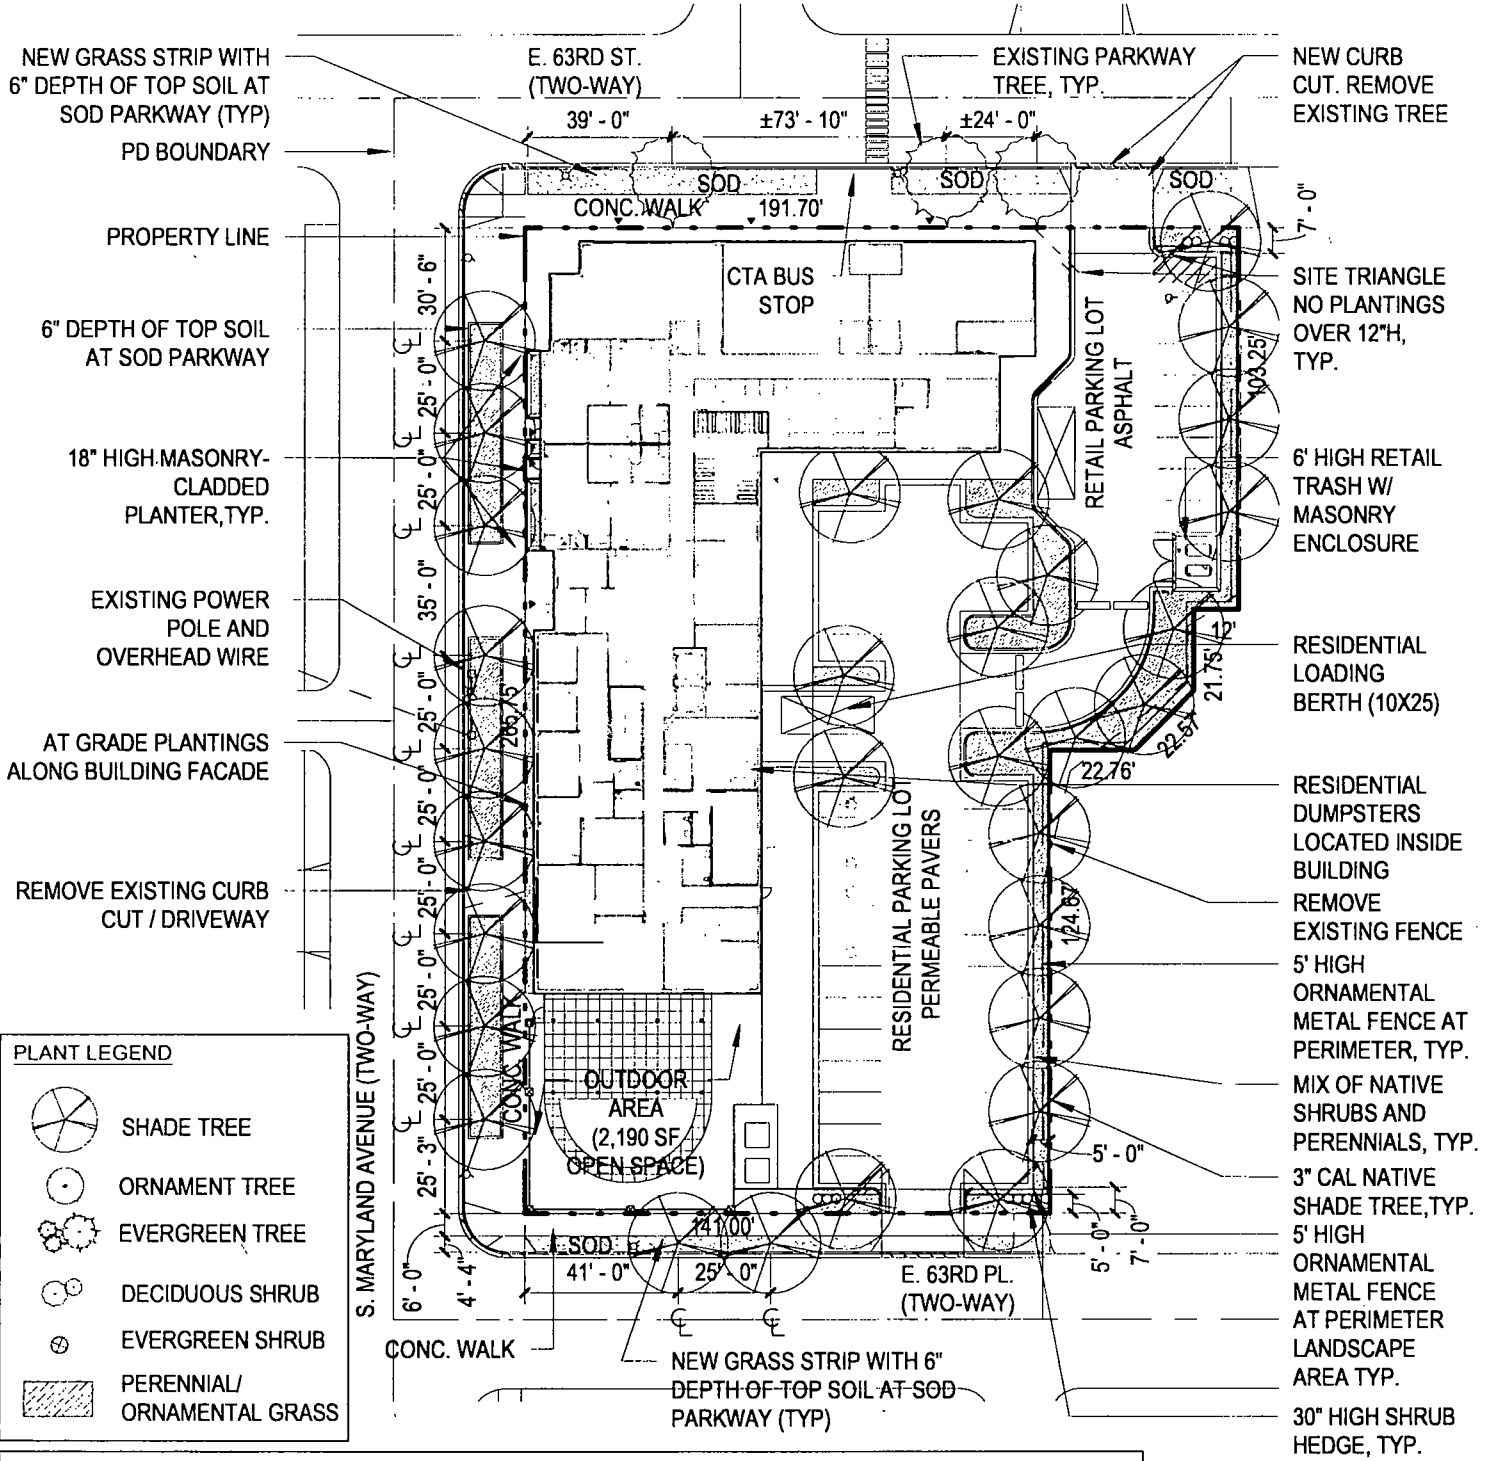 NEW GRASS STRIP WITH
6" DEPTH OF TOP SOIL AT
SOD PARKWAY (TYP)
PD BOUNDARY
PROPERTY LINE
6" DEPTH OF TOP SOIL
AT SOD PARKWAY
18" HIGH MASONRY-
CLADDED
PLANTER,TYP.
EXISTING POWER
POLE AND
OVERHEAD WIRE
AT GRADE PLANTINGS
ALONG BUILDING FACADE
REMOVE EXISTING CURB
CUT / DRIVEWAY
E. 63RD ST.
(TWO-WAY)
39' - 0"
±73' - 10"
±24' - 0"
EXISTING PARKWAY
TREE, TYP.
NEW CURB
CUT. REMOVE
EXISTING TREE
SOD
SOD
SOD
CONC. WALK
191.70'
7' - 0"
CTA BUS
STOP
SITE TRIANGLE
NO PLANTINGS
OVER 12"H,
TYP.
RETAIL PARKING LOT
ASPHALT
103.25'
6' HIGH RETAIL
TRASH W/
MASONRY
ENCLOSURE
30' - 6"
25' - 0"
25' - 0"
35' - 0"
25' - 0"
25' - 0"
25' - 0"
25' - 0"
25' - 0"
25' - 3"
265.75'
12'
21.75'
22.57'
22.76'
RESIDENTIAL
LOADING
BERTH (10X25)
RESIDENTIAL
DUMPSTERS
LOCATED INSIDE
BUILDING
REMOVE
EXISTING FENCE
RESIDENTIAL PARKING LOT
PERMEABLE PAVERS
124.67'
5' HIGH
ORNAMENTAL
METAL FENCE AT
PERIMETER, TYP.
MIX OF NATIVE
SHRUBS AND
PERENNIALS, TYP.
3" CAL NATIVE
SHADE TREE,TYP.
5' HIGH
ORNAMENTAL
METAL FENCE
AT PERIMETER
LANDSCAPE
AREA TYP.
30" HIGH SHRUB
HEDGE, TYP.
S. MARYLAND AVENUE (TWO-WAY)
CONC. WALK
OUTDOOR
AREA
(2,190 SF
OPEN SPACE)
5' - 0"
5' - 0"
7' - 0"
141.00'
SOD
41' - 0"
25' - 0"
E. 63RD PL.
(TWO-WAY)
6' - 0"
4' - 4"
CONC. WALK
NEW GRASS STRIP WITH 6"
DEPTH OF TOP SOIL AT SOD
PARKWAY (TYP)
PLANT LEGEND
SHADE TREE
ORNAMENT TREE
EVERGREEN TREE
DECIDUOUS SHRUB
EVERGREEN SHRUB
PERENNIAL/
ORNAMENTAL GRASS